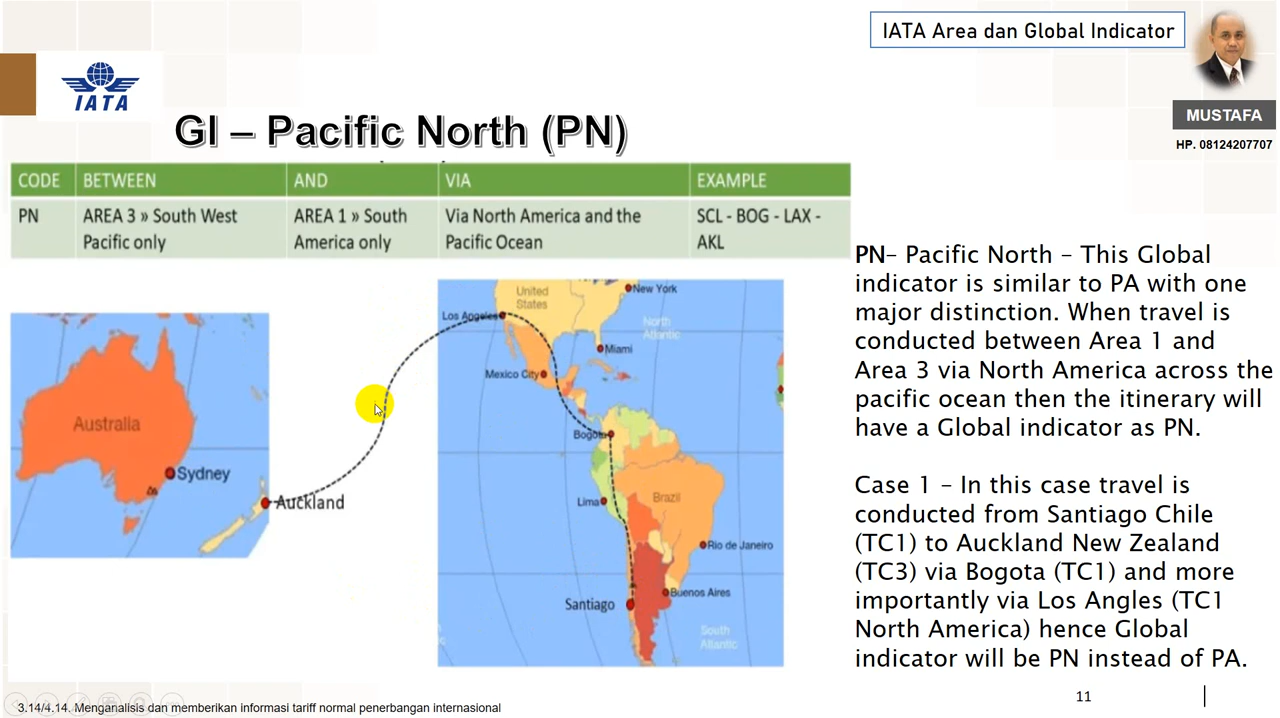 IATA Area dan Global Indicator
IATA
MUSTAFA
HP. 08124207707
GI – Pacific North (PN)
CODE BETWEEN AND VIA EXAMPLE
PN AREA 3 » South West AREA 1 » South Via North America and the SCL - BOG - LAX -
Pacific only America only Pacific Ocean AKL
PN– Pacific North – This Global
indicator is similar to PA with one
major distinction. When travel is
conducted between Area 1 and
Area 3 via North America across the
pacific ocean then the itinerary will
have a Global indicator as PN.
Case 1 – In this case travel is
conducted from Santiago Chile
(TC1) to Auckland New Zealand
(TC3) via Bogota (TC1) and more
importantly via Los Angles (TC1
North America) hence Global
indicator will be PN instead of PA.
Australia
Sydney
Auckland
United
States
New York
Los Angeles
North
Atlantic
Miami
Mexico City
Bogota
Lima
Brazil
Rio de Janeiro
Buenos Aires
Santiago
South
Atlantic
11
3.14/4.14. Menganalisis dan memberikan informasi tariff normal penerbangan internasional